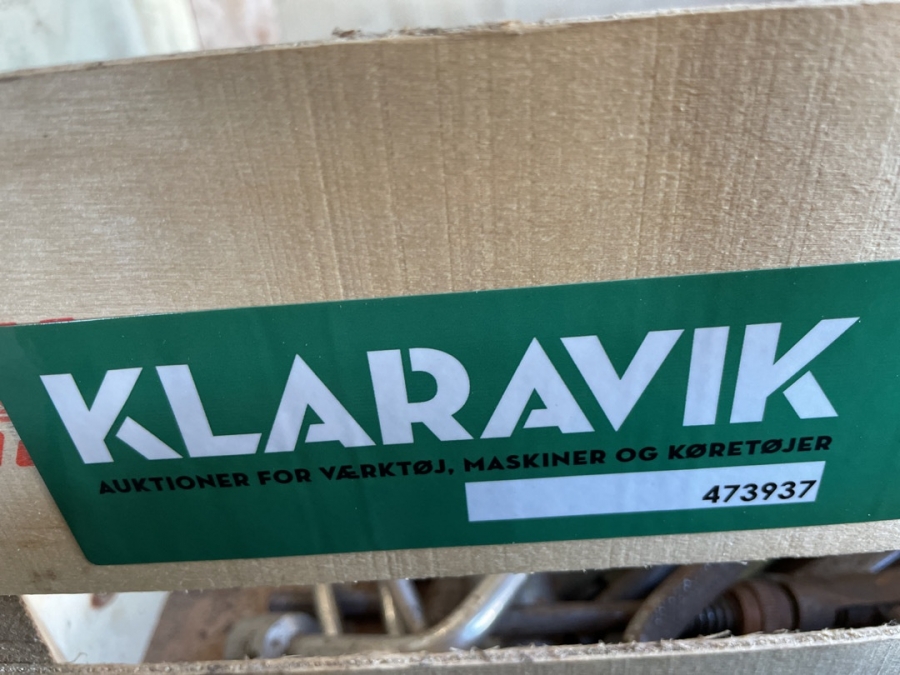 KLARAVIK
AUKTIONER FOR VÆRKTØJ, MASKINER OG KØRETØJER
473937